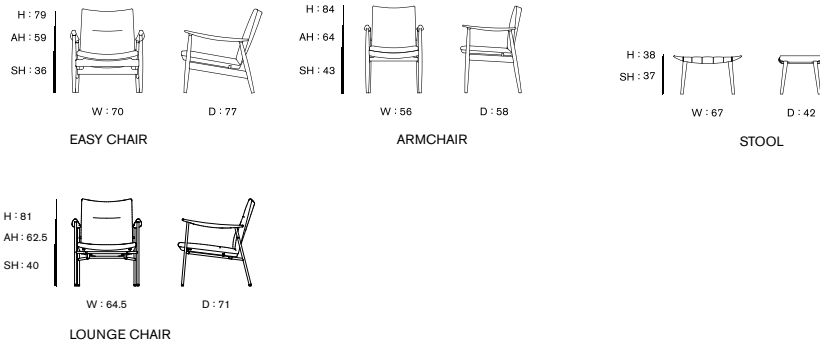 H : 79
AH : 59
SH : 36
W : 70
D : 77
EASY CHAIR
H : 84
AH : 64
SH : 43
W : 56
D : 58
ARMCHAIR
H : 38
SH : 37
W : 67
D : 42
STOOL
H : 81
AH : 62.5
SH : 40
W : 64.5
D : 71
LOUNGE CHAIR